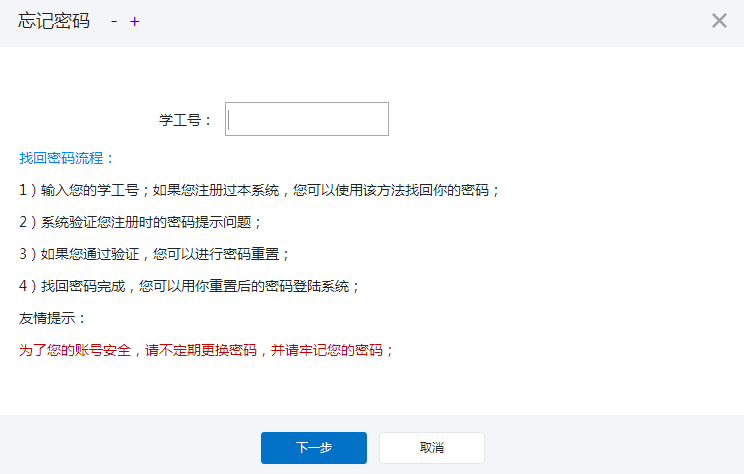 忘记密码 - +
学工号：
找回密码流程：
1）输入您的学工号；如果您注册过本系统，您可以使用该方法找回你的密码；
2）系统验证您注册时的密码提示问题；
3）如果您通过验证，您可以进行密码重置；
4）找回密码完成，您可以用你重置后的密码登陆系统；
友情提示：
为了您的账号安全，请不定期更换密码，并请牢记您的密码；
下一步 取消